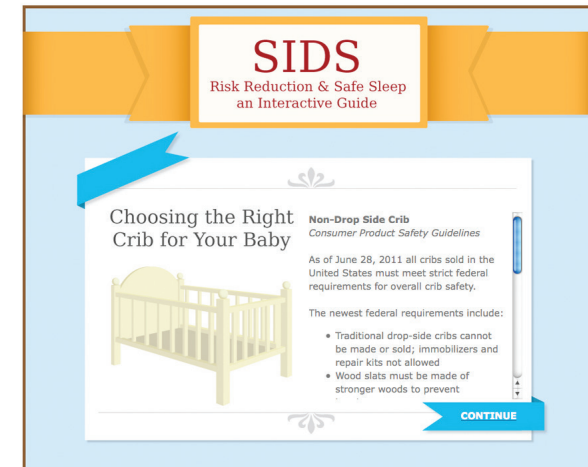 SIDS
Risk Reduction & Safe Sleep
an Interactive Guide
Choosing the Right
Crib for Your Baby
Non-Drop Side Crib
Consumer Product Safety Guidelines
As of June 28, 2011 all cribs sold in the
United States must meet strict federal
requirements for overall crib safety.
The newest federal requirements include:
• Traditional drop-side cribs cannot
be made or sold; immobilizers and
repair kits not allowed
• Wood slats must be made of
stronger woods to prevent
CONTINUE